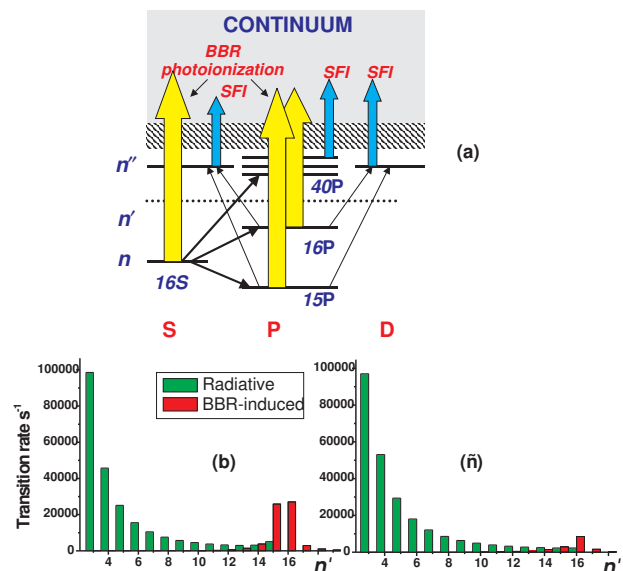 CONTINUUM
BBR
photoionization
SFI
SFI
SFI
(a)
n''
n'
n
40P
16P
16S
15P
S P D
Transition rate s⁻¹
100000
80000
60000
40000
20000
0
Radiative
BBR-induced
(b)
4 6 8 10 12 14 16 n'
100000
80000
60000
40000
20000
0
(ñ)
4 6 8 10 12 14 16 n'